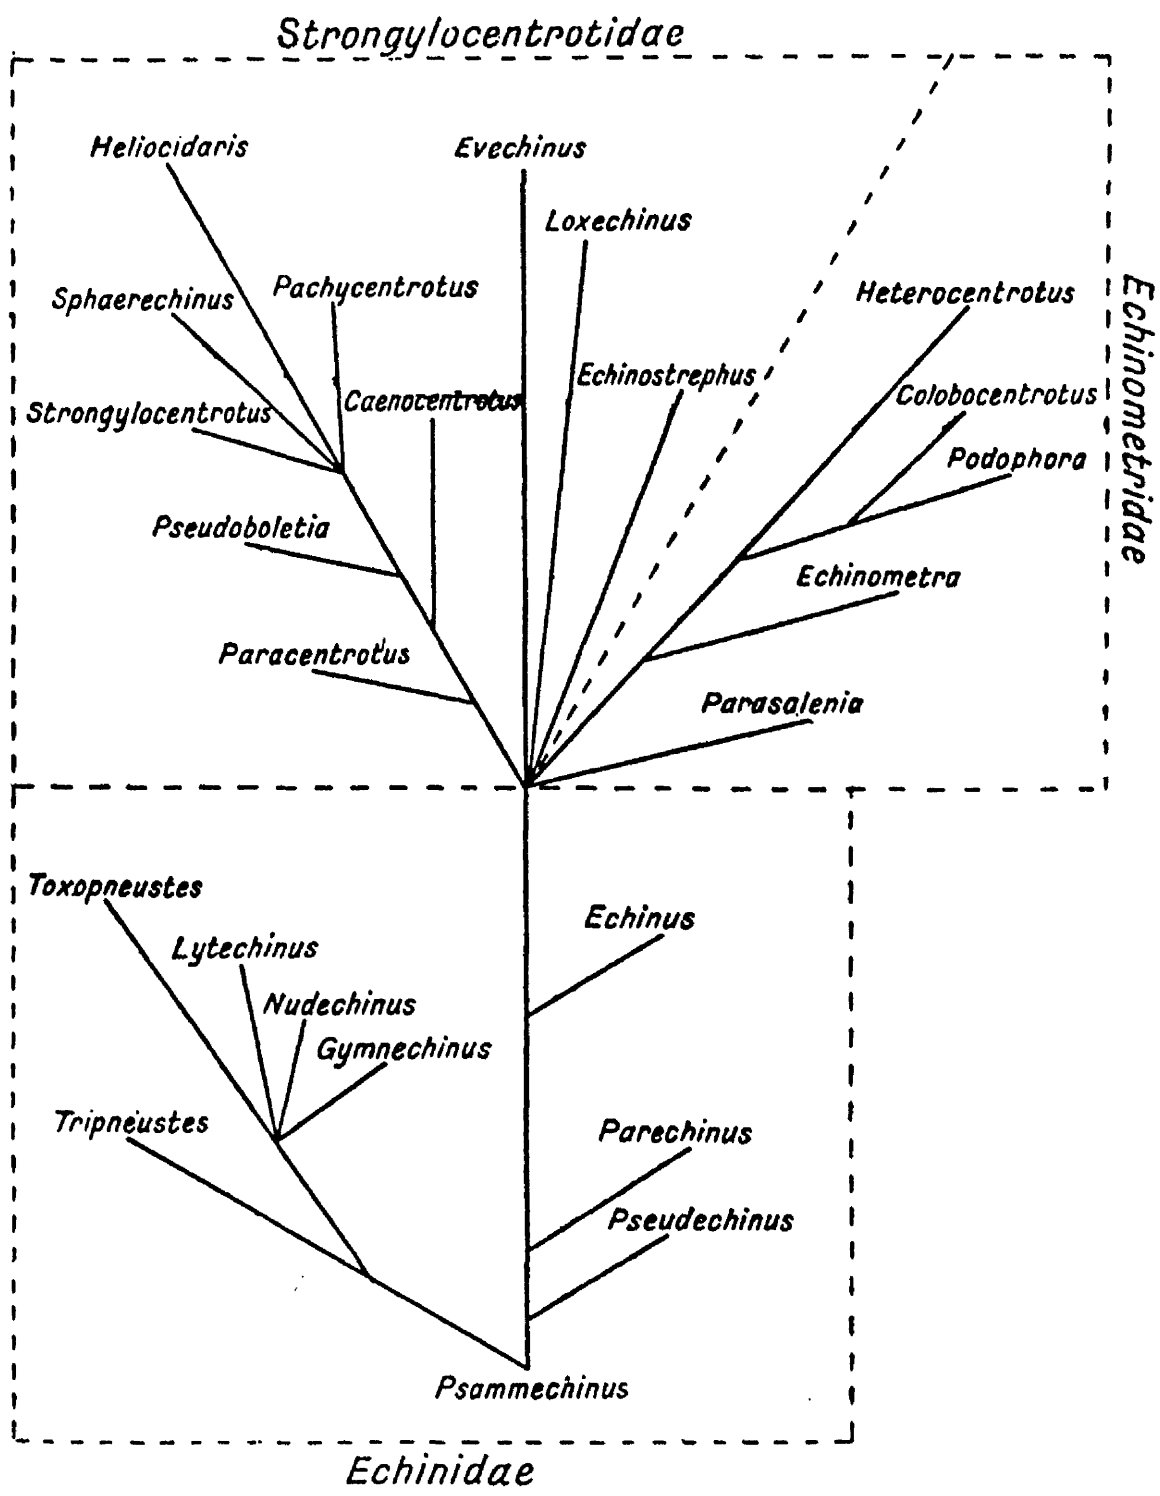 Strongylocentrotidae
Heliocidaris
Evechinus
Loxechinus
Sphaerechinus
Pachycentrotus
Heterocentrotus
Echinostrephus
Strongylocentrotus
Caenocentrotus
Colobocentrotus
Podophora
Echinometridae
Pseudoboletia
Echinometra
Paracentrotus
Parasalenia
Toxopneustes
Echinus
Lytechinus
Nudechinus
Gymnechinus
Tripneustes
Parechinus
Pseudechinus
Psammechinus
Echinidae